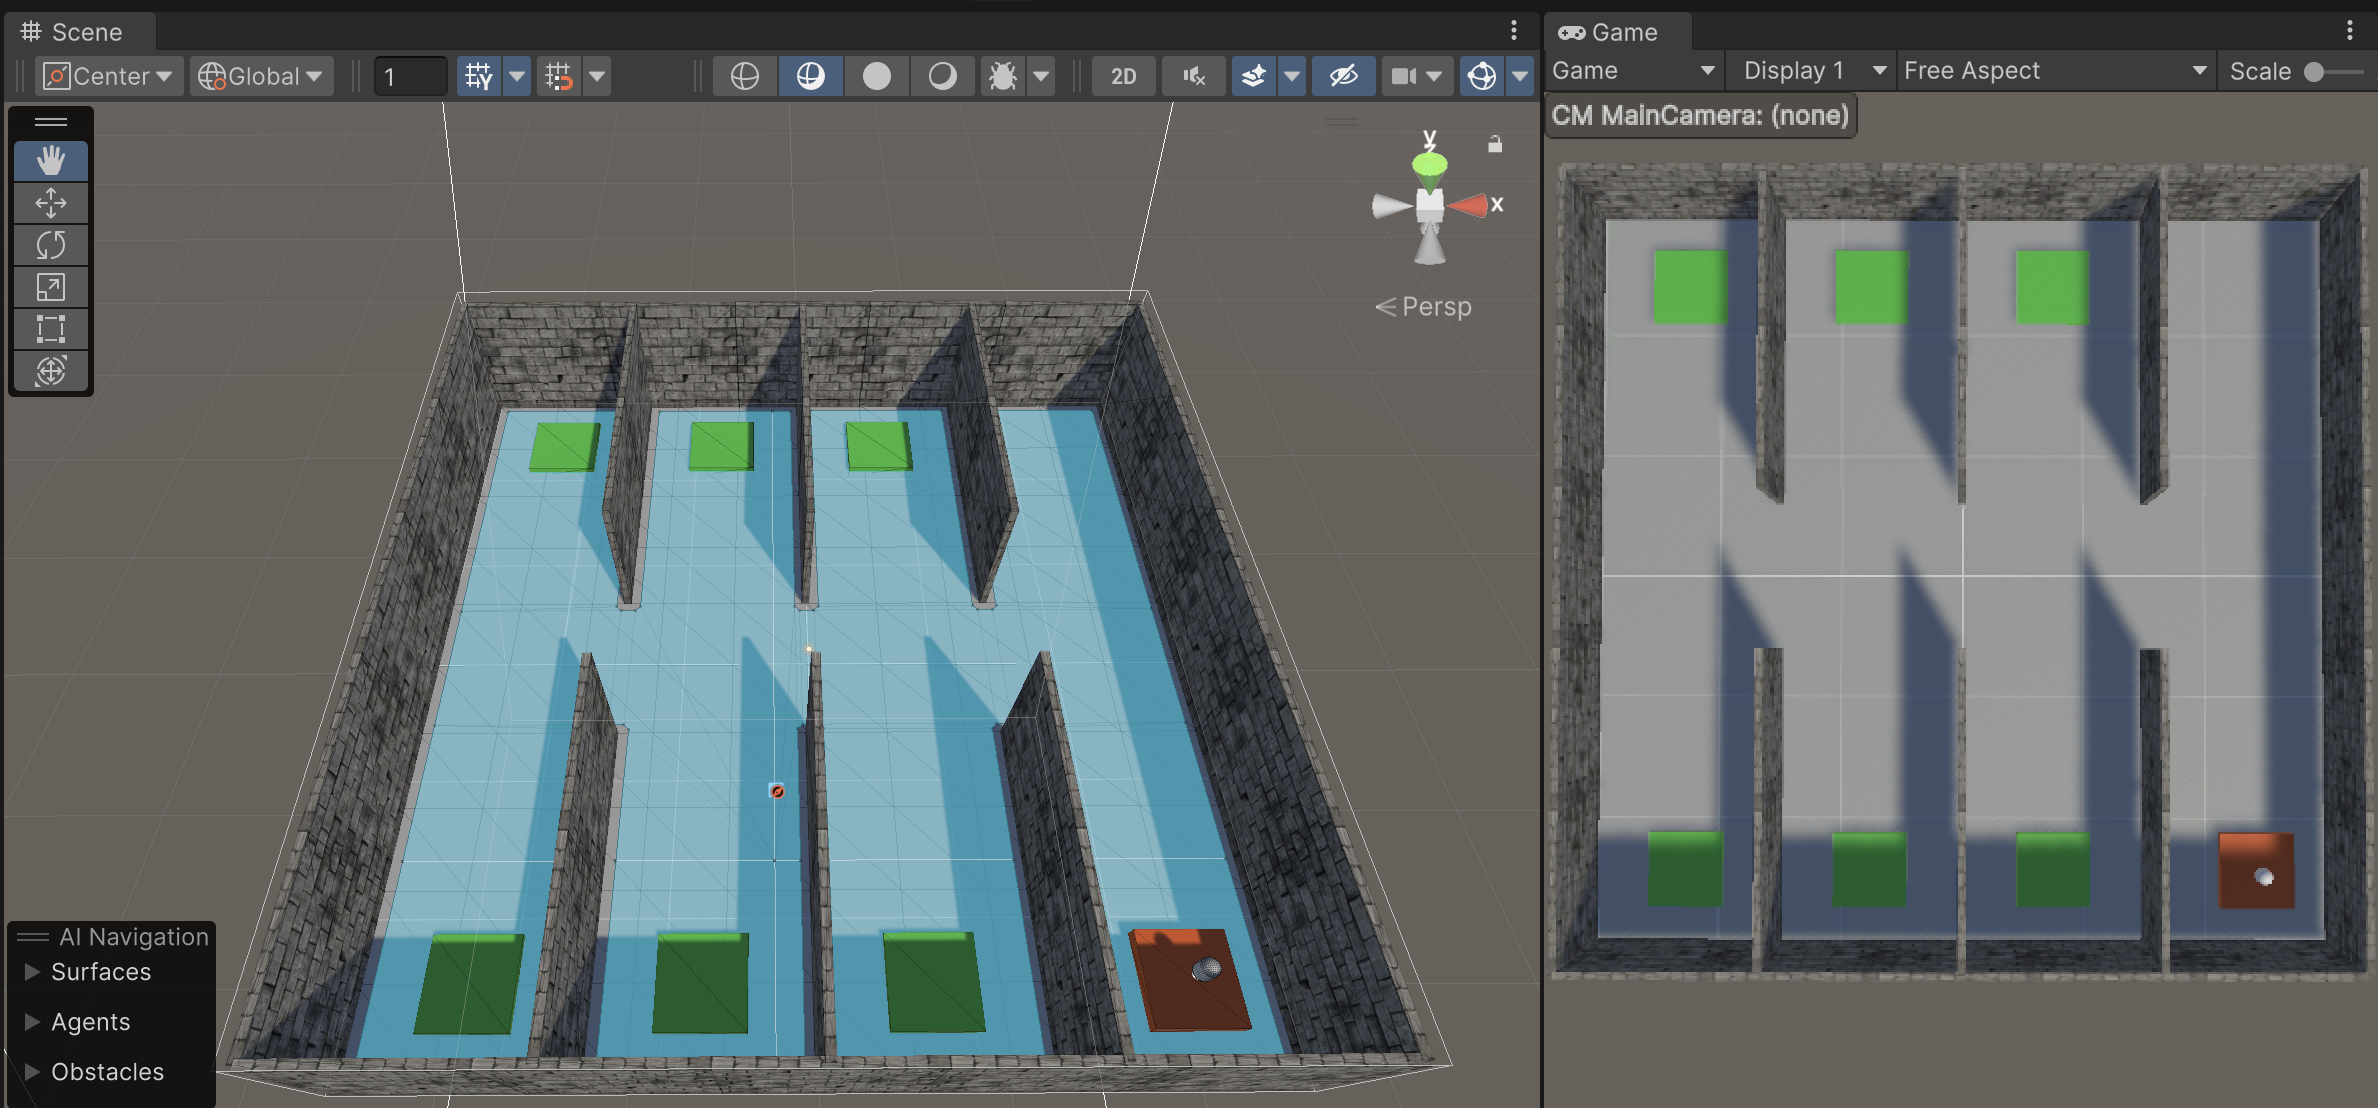 Scene
Center
Global
1
2D
y
z
x
Persp
AI Navigation
Surfaces
Agents
Obstacles
Game
Game
Display 1
Free Aspect
Scale
CM MainCamera: (none)